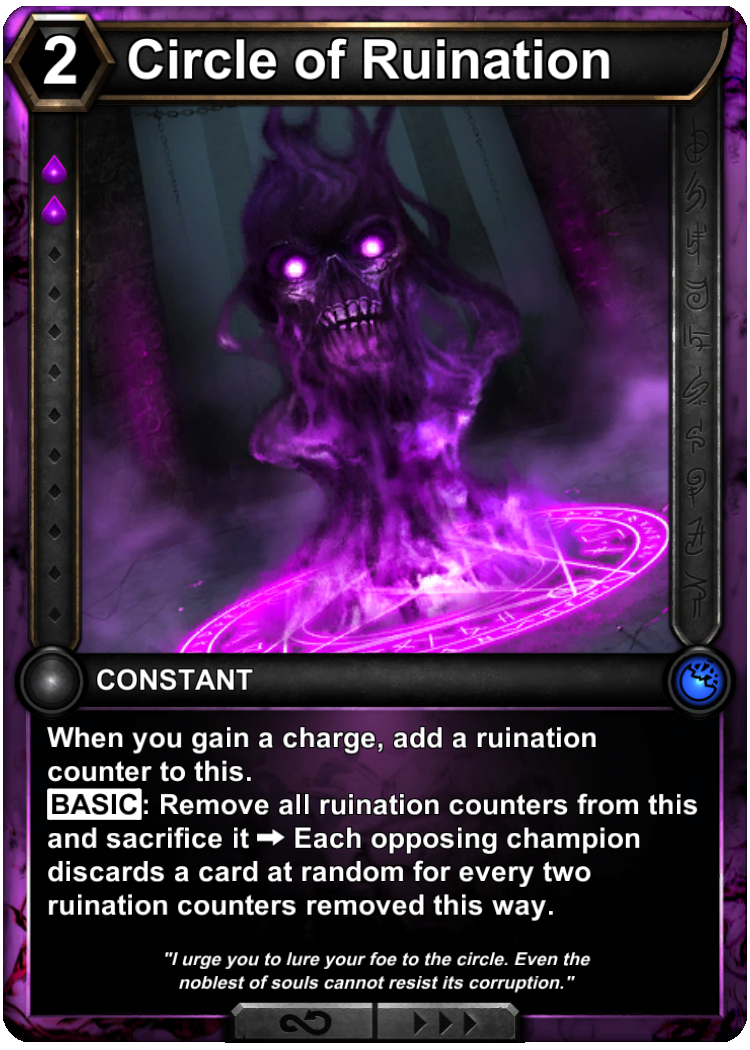 2 Circle of Ruination
CONSTANT
When you gain a charge, add a ruination
counter to this.
BASIC: Remove all ruination counters from this
and sacrifice it ➡ Each opposing champion
discards a card at random for every two
ruination counters removed this way.
"I urge you to lure your foe to the circle. Even the
noblest of souls cannot resist its corruption."